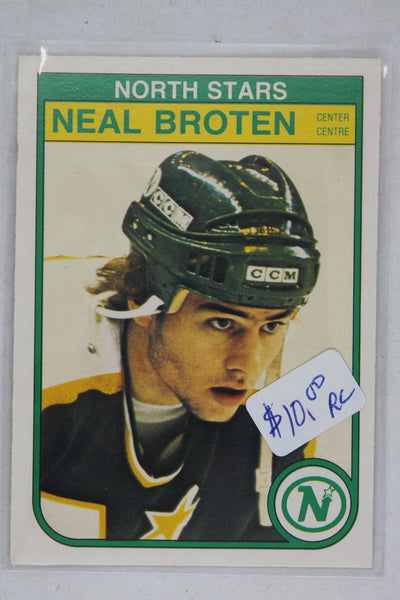 NORTH STARS
NEAL BROTEN
CENTER
CENTRE
CCM
CCM
$10.00
RC
N